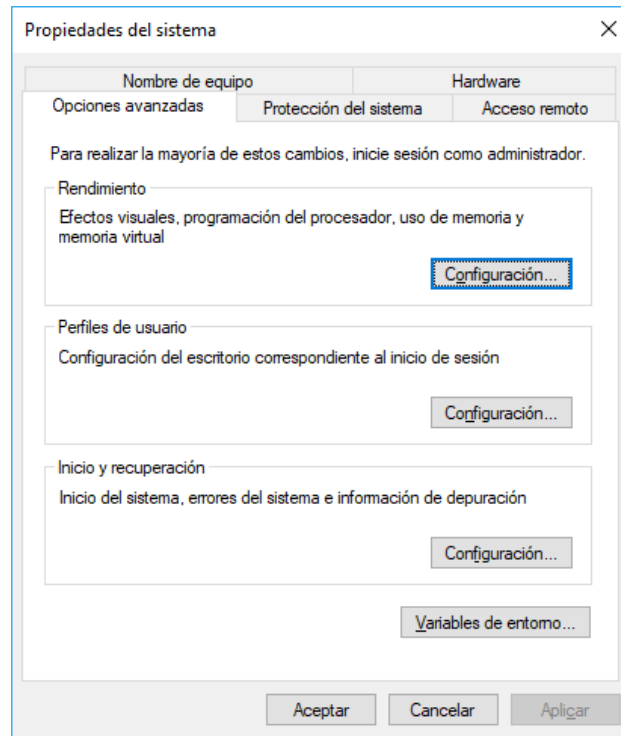 Propiedades del sistema
Nombre de equipo
Hardware
Opciones avanzadas
Protección del sistema
Acceso remoto
Para realizar la mayoría de estos cambios, inicie sesión como administrador.
Rendimiento
Efectos visuales, programación del procesador, uso de memoria y
memoria virtual
Configuración...
Perfiles de usuario
Configuración del escritorio correspondiente al inicio de sesión
Configuración...
Inicio y recuperación
Inicio del sistema, errores del sistema e información de depuración
Configuración...
Variables de entorno...
Aceptar
Cancelar
Aplicar